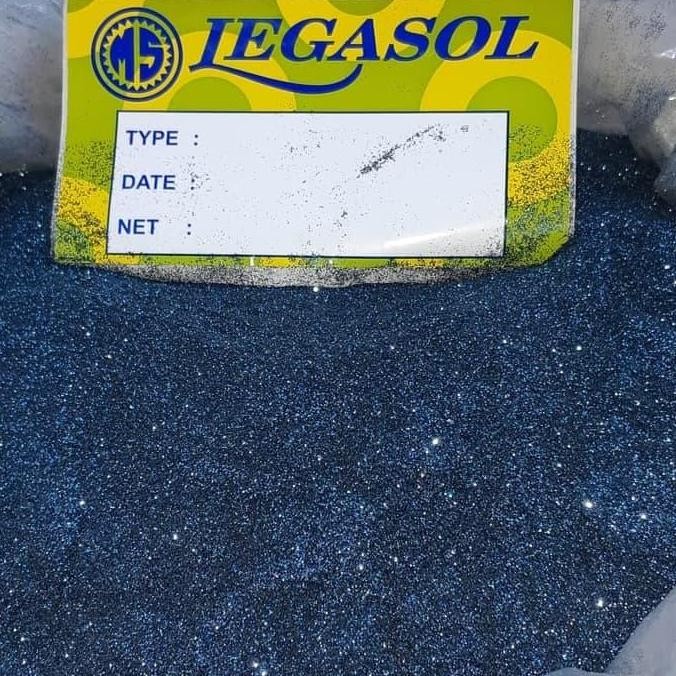 MS LEGASOL
TYPE :
DATE :
NET :